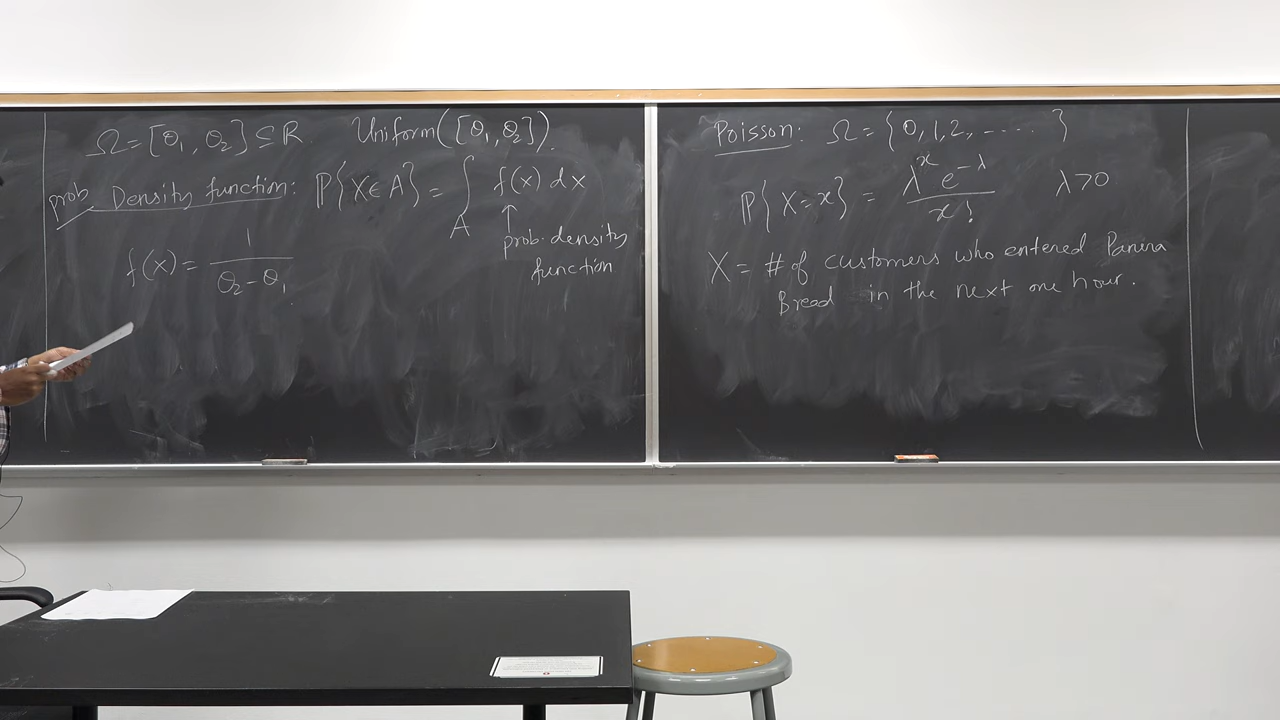 Ω = [θ₁, θ₂] ⊆ R. Uniform([θ₁, θ₂]).
prob Density function: ℙ{X ∈ A} = ∫_A f(x) dx
prob. density
function
f(x) = 1/(θ₂ - θ₁)
Poisson: Ω = {0, 1, 2, ......}
ℙ{X = x} = λ^x e^{-λ} / x! λ > 0
X = # of customers who entered Panera
Bread in the next one hour.